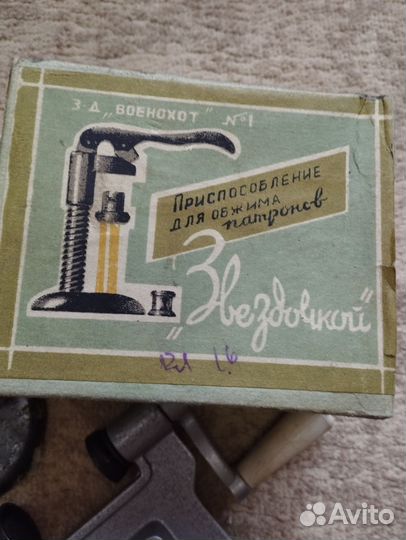 З-Д „ВОЕНОХОТ" №1
ПРИСПОСОБЛЕНИЕ
ДЛЯ ОБЖИМА
патронов
„Звездочкой"
Avito